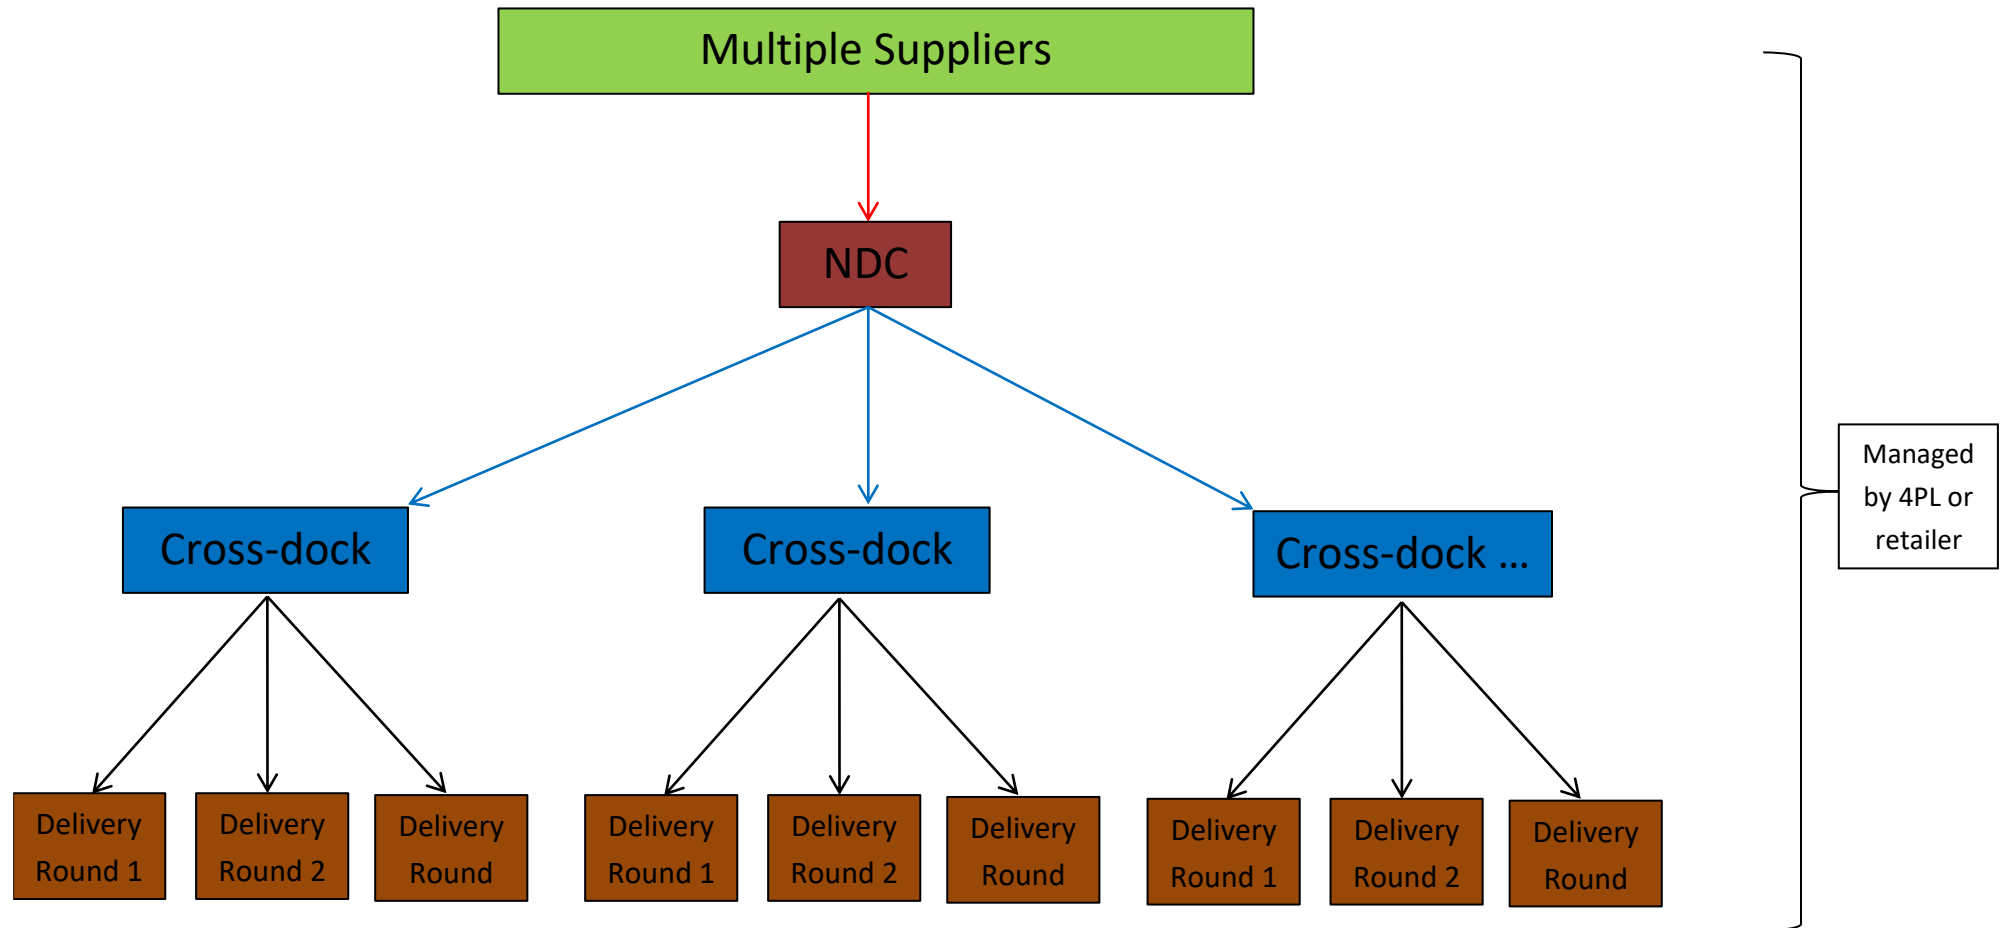 Multiple Suppliers
NDC
Managed
by 4PL or
retailer
Cross-dock
Cross-dock
Cross-dock ...
Delivery
Round 1
Delivery
Round 2
Delivery
Round
Delivery
Round 1
Delivery
Round 2
Delivery
Round
Delivery
Round 1
Delivery
Round 2
Delivery
Round